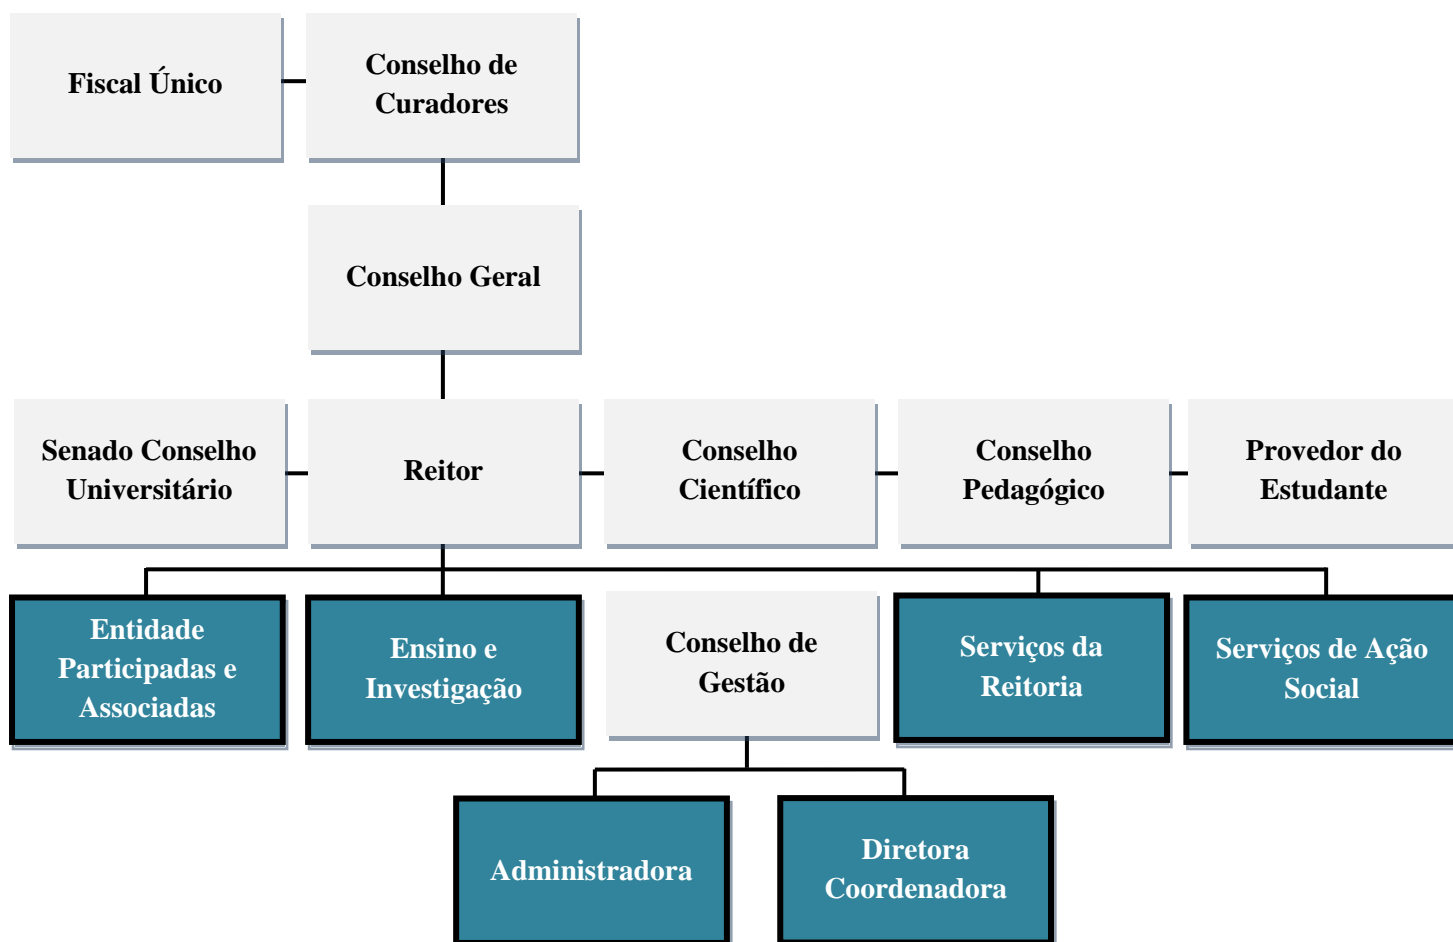 Fiscal Único
Conselho de
Curadores
Conselho Geral
Senado Conselho
Universitário
Reitor
Conselho
Científico
Conselho
Pedagógico
Provedor do
Estudante
Entidade
Participadas e
Associadas
Ensino e
Investigação
Conselho de
Gestão
Serviços da
Reitoria
Serviços de Ação
Social
Administradora
Diretora
Coordenadora